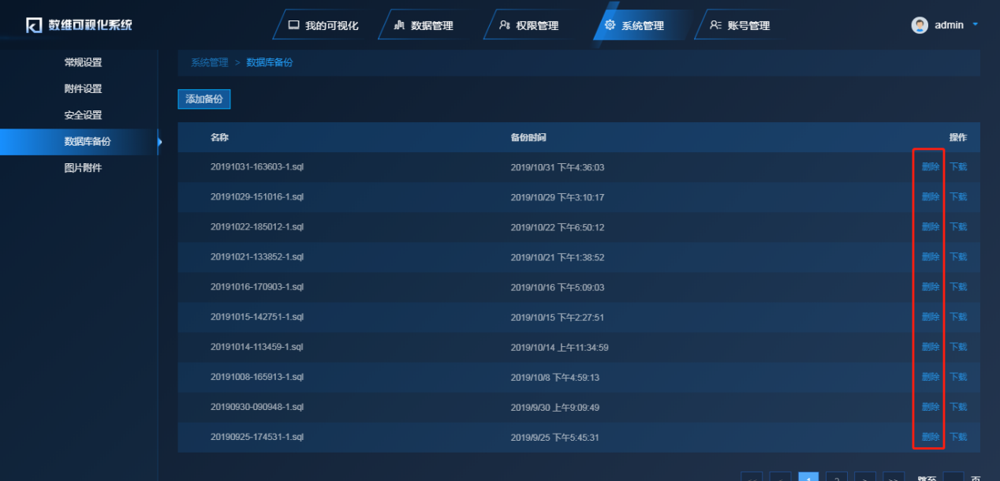 数维可视化系统
我的可视化 数据管理 权限管理 系统管理 账号管理
admin
常规设置
附件设置
安全设置
数据库备份
图片附件
系统管理 > 数据库备份
添加备份
名称 备份时间 操作
20191031-163603-1.sql 2019/10/31 下午4:36:03 删除 下载
20191029-151016-1.sql 2019/10/29 下午3:10:17 删除 下载
20191022-185012-1.sql 2019/10/22 下午6:50:12 删除 下载
20191021-133852-1.sql 2019/10/21 下午1:38:52 删除 下载
20191016-170903-1.sql 2019/10/16 下午5:09:03 删除 下载
20191015-142751-1.sql 2019/10/15 下午2:27:51 删除 下载
20191014-113459-1.sql 2019/10/14 上午11:34:59 删除 下载
20191008-165913-1.sql 2019/10/8 下午4:59:13 删除 下载
20190930-090948-1.sql 2019/9/30 上午9:09:49 删除 下载
20190925-174531-1.sql 2019/9/25 下午5:45:31 删除 下载
<< < 1 2 > >> 跳至 页